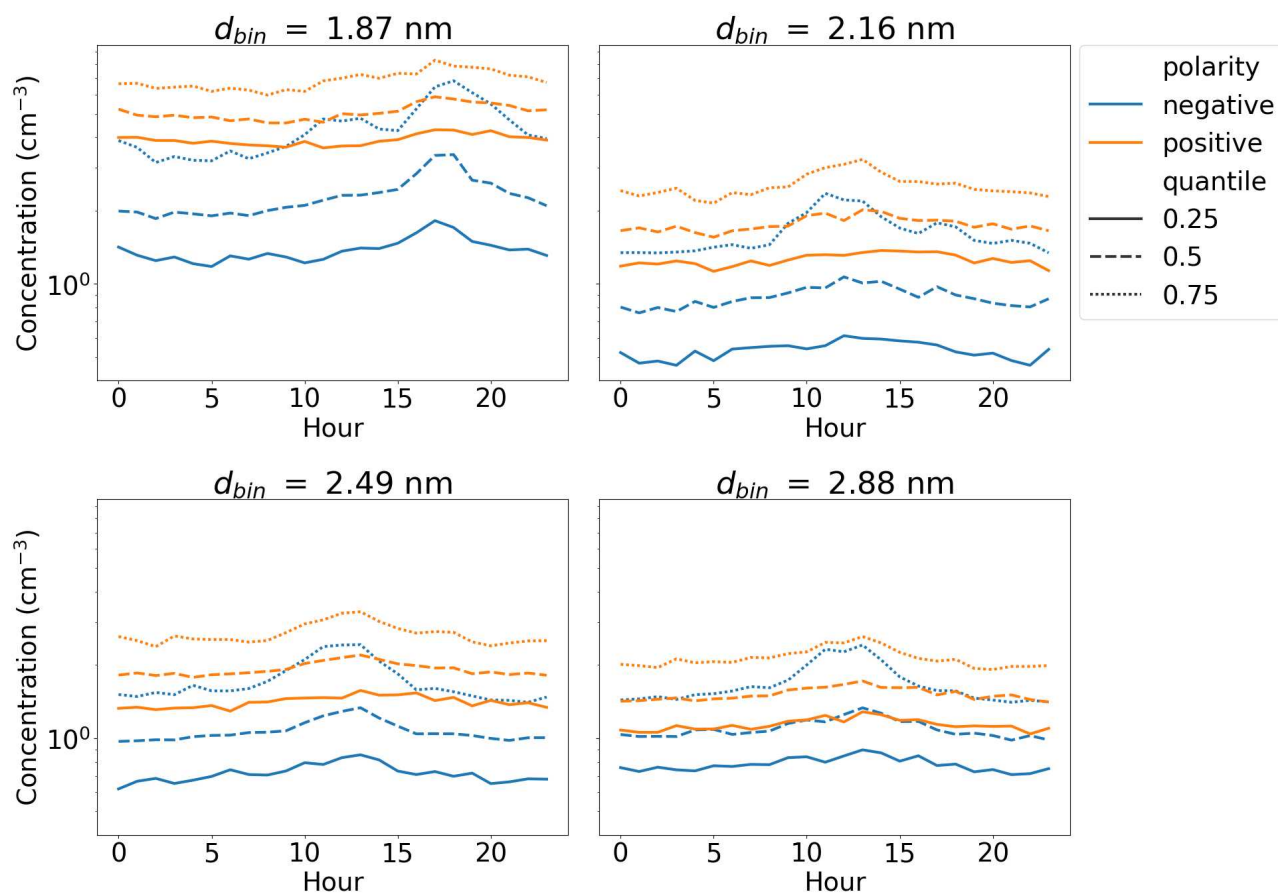 d_bin = 1.87 nm
d_bin = 2.16 nm
Concentration (cm⁻³)
10⁰
0 5 10 15 20
Hour
0 5 10 15 20
Hour
polarity
negative
positive
quantile
0.25
0.5
0.75
d_bin = 2.49 nm
d_bin = 2.88 nm
Concentration (cm⁻³)
10⁰
0 5 10 15 20
Hour
0 5 10 15 20
Hour